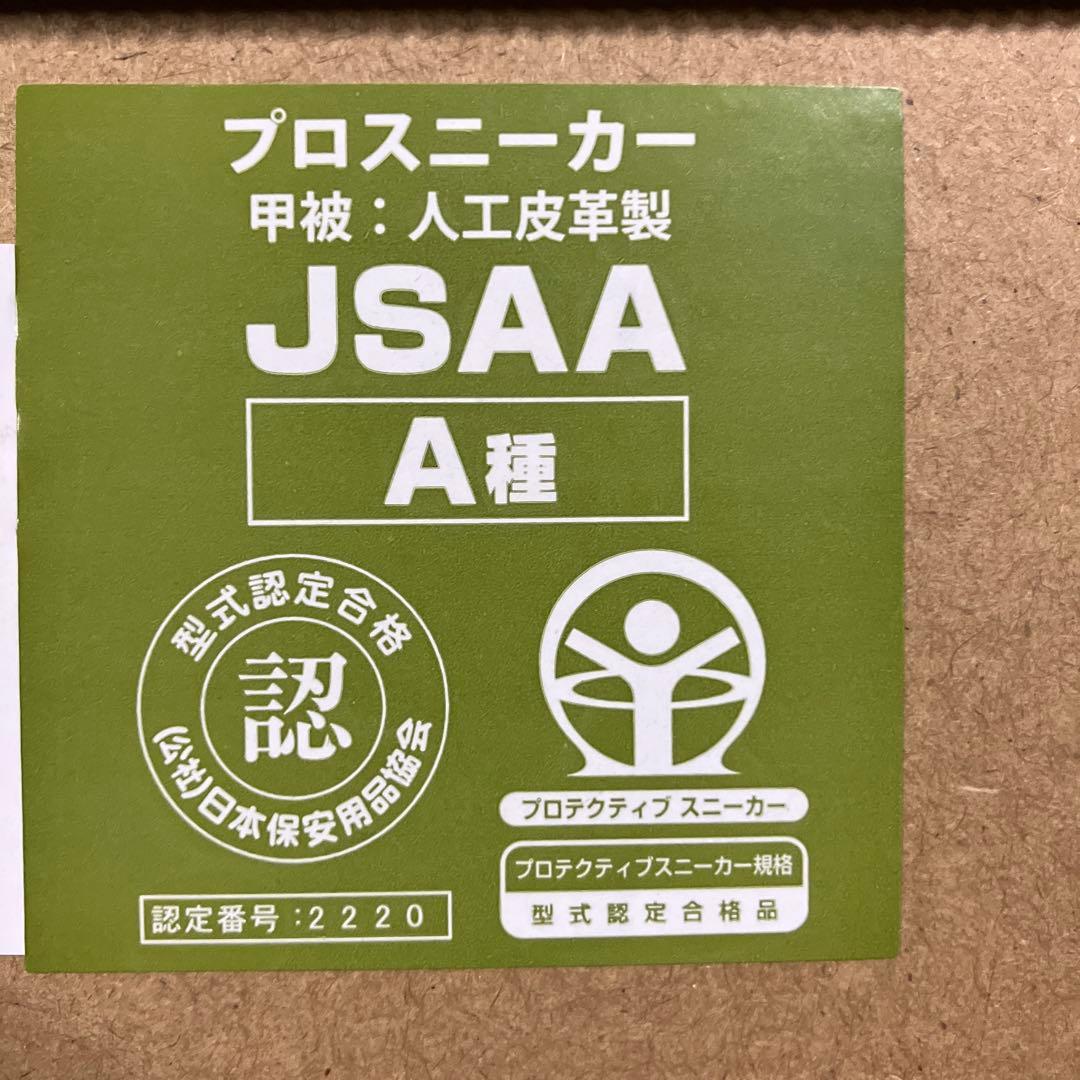 プロスニーカー
甲被：人工皮革製
JSAA
A種
型式認定合格
認
(公社)日本保安用品協会
認定番号:2220
プロテクティブ スニーカー
プロテクティブスニーカー規格
型式認定合格品